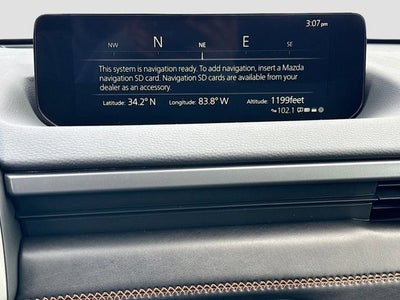 3:07 pm
NW N NE E SE
This system is navigation ready. To add navigation, insert a Mazda
navigation SD card. Navigation SD cards are available from your
dealer as an accessory.
Latitude: 34.2° N Longitude: 83.8° W Altitude: 1199feet
102.1